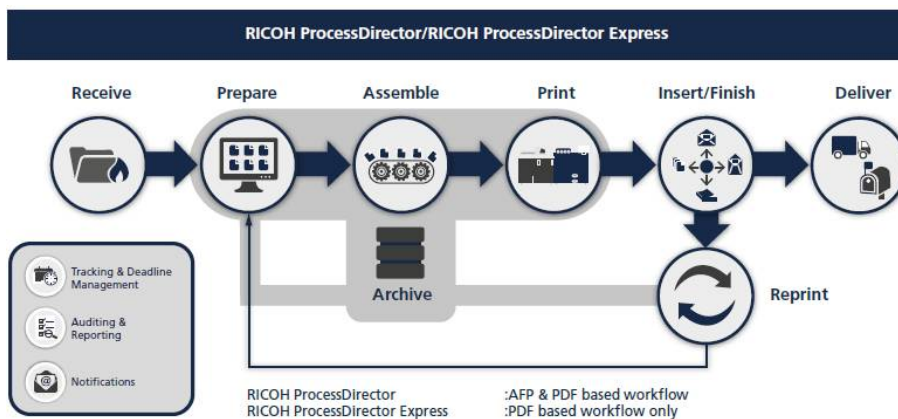 RICOH ProcessDirector/RICOH ProcessDirector Express
Receive
Prepare
Assemble
Print
Insert/Finish
Deliver
Tracking & Deadline
Management
Auditing &
Reporting
Notifications
Archive
Reprint
RICOH ProcessDirector :AFP & PDF based workflow
RICOH ProcessDirector Express :PDF based workflow only